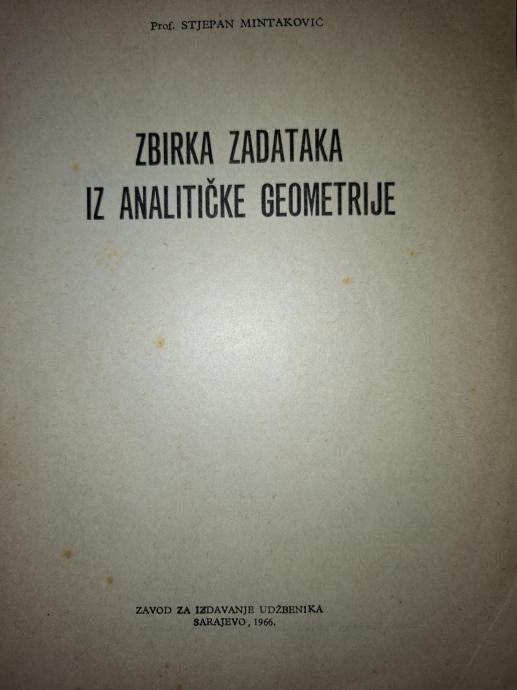 Prof. STJEPAN MINTAKOVIĆ
ZBIRKA ZADATAKA
IZ ANALITIČKE GEOMETRIJE
ZAVOD ZA IZDAVANJE UDŽBENIKA
SARAJEVO, 1966.